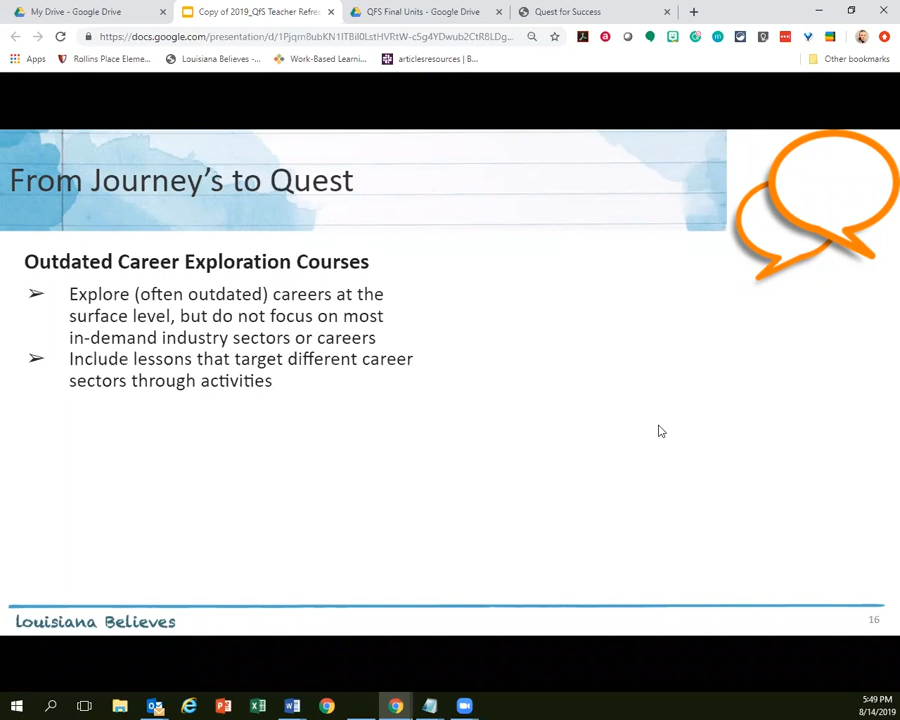 My Drive - Google Drive
Copy of 2019_QfS Teacher Refres
QFS Final Units - Google Drive
Quest for Success
Apps
Rollins Place Eleme...
Louisiana Believes -...
Work-Based Learni...
articlesresources | B...
Other bookmarks
From Journey's to Quest
Outdated Career Exploration Courses
➢ Explore (often outdated) careers at the
surface level, but do not focus on most
in-demand industry sectors or careers
➢ Include lessons that target different career
sectors through activities
Louisiana Believes
16
5:49 PM
8/14/2019